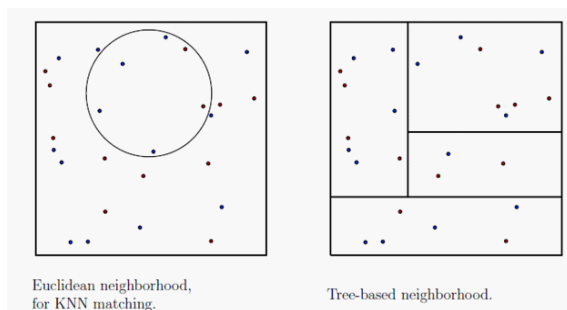 Euclidean neighborhood,
for KNN matching.
Tree-based neighborhood.